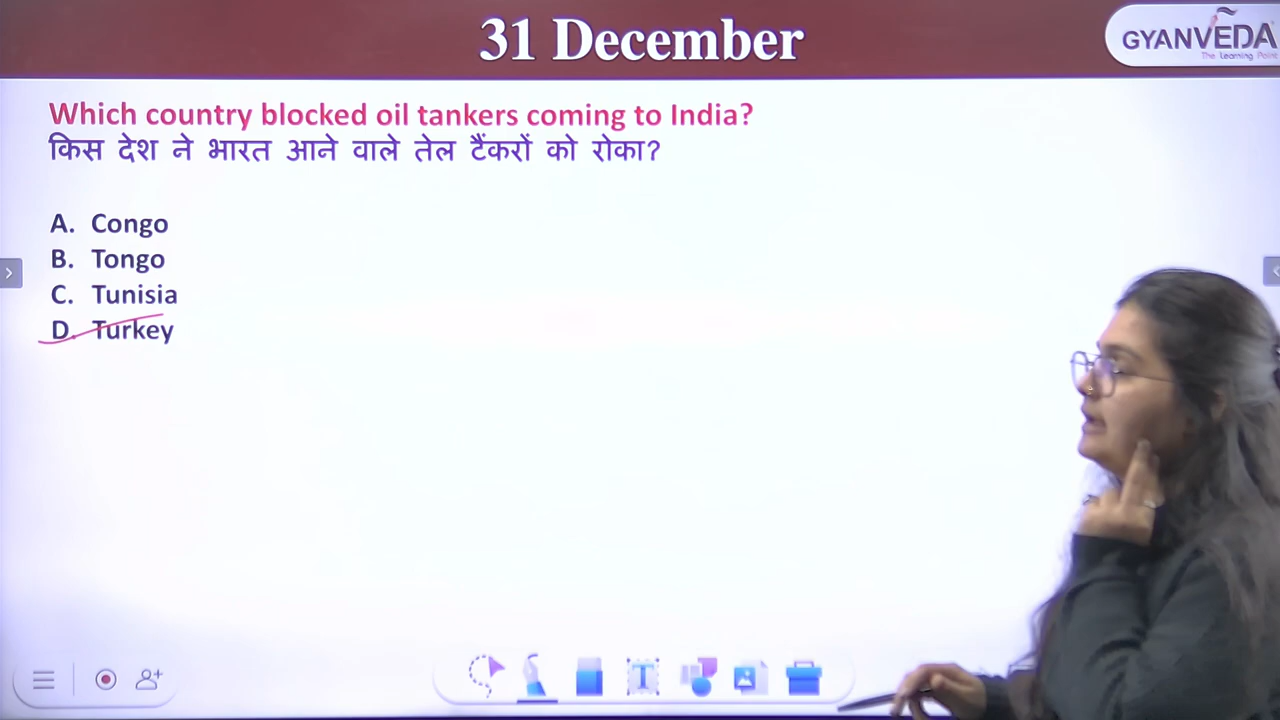 31 December
GYANVEDA
The Learning Point
Which country blocked oil tankers coming to India?
किस देश ने भारत आने वाले तेल टैंकरों को रोका?
A. Congo
B. Tongo
C. Tunisia
D. Turkey